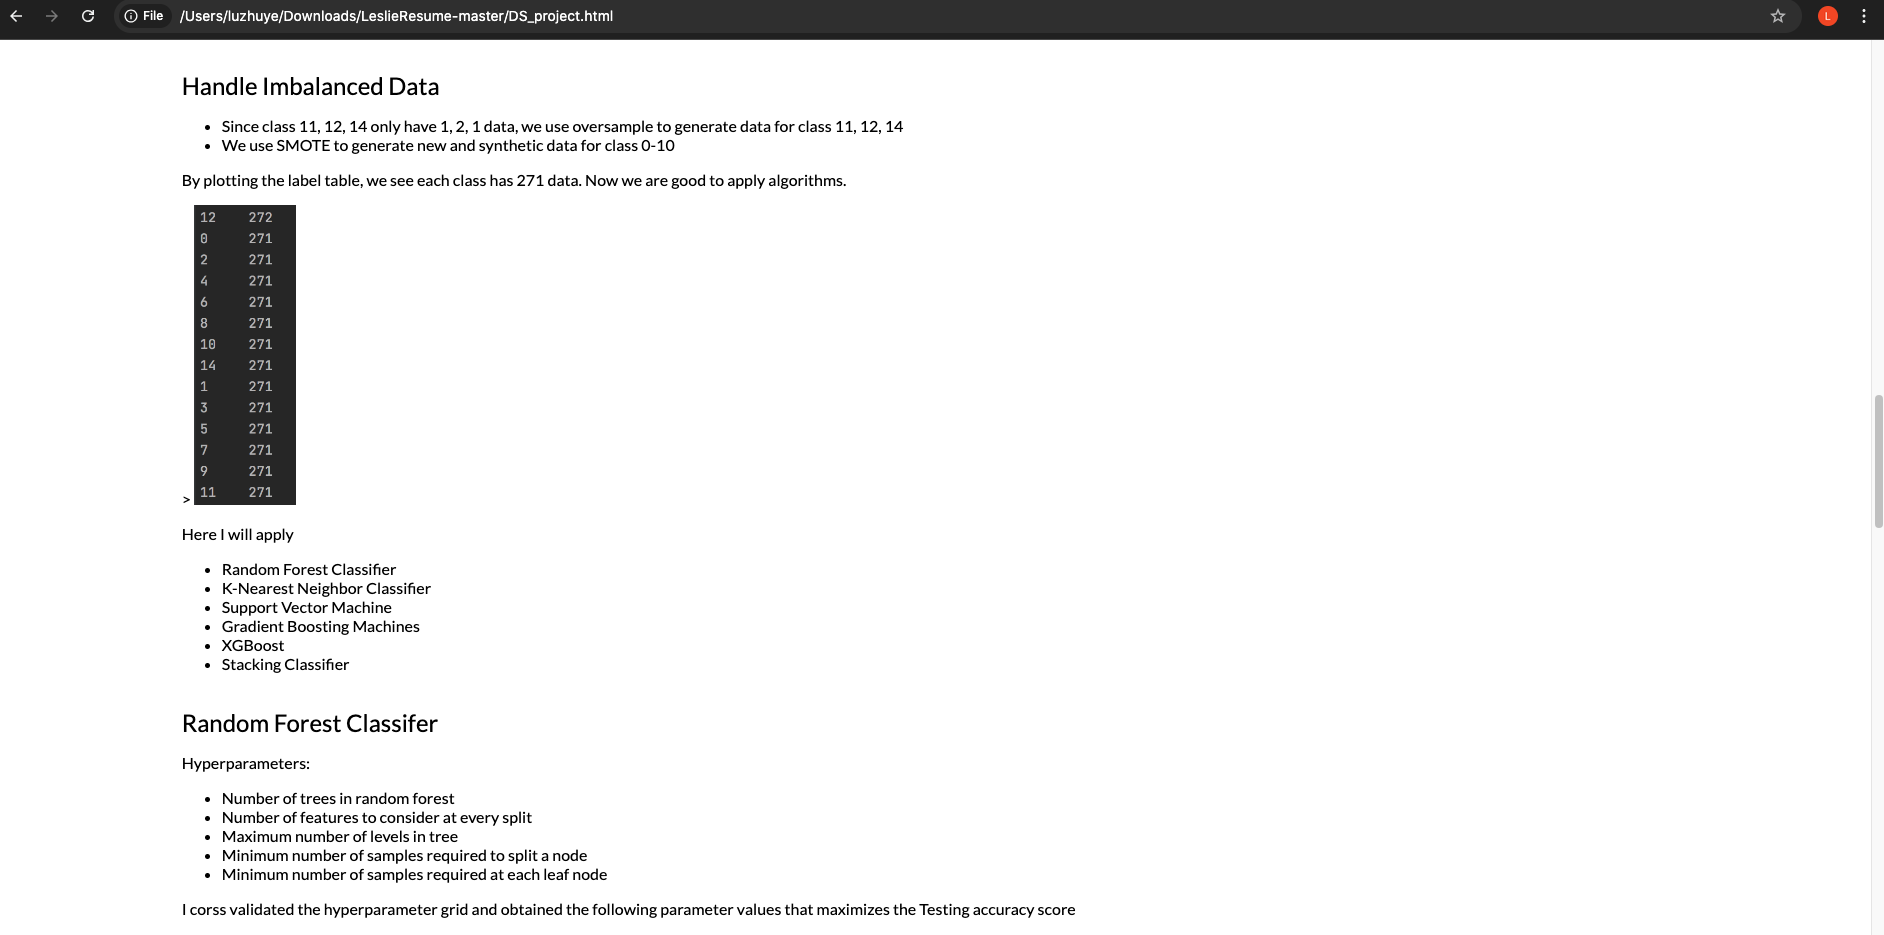 File /Users/luzhuye/Downloads/LeslieResume-master/DS_project.html L
Handle Imbalanced Data
• Since class 11, 12, 14 only have 1, 2, 1 data, we use oversample to generate data for class 11, 12, 14
• We use SMOTE to generate new and synthetic data for class 0-10
By plotting the label table, we see each class has 271 data. Now we are good to apply algorithms.
12 272
0 271
2 271
4 271
6 271
8 271
10 271
14 271
1 271
3 271
5 271
7 271
9 271
> 11 271
Here I will apply
• Random Forest Classifier
• K-Nearest Neighbor Classifier
• Support Vector Machine
• Gradient Boosting Machines
• XGBoost
• Stacking Classifier
Random Forest Classifer
Hyperparameters:
• Number of trees in random forest
• Number of features to consider at every split
• Maximum number of levels in tree
• Minimum number of samples required to split a node
• Minimum number of samples required at each leaf node
I corss validated the hyperparameter grid and obtained the following parameter values that maximizes the Testing accuracy score